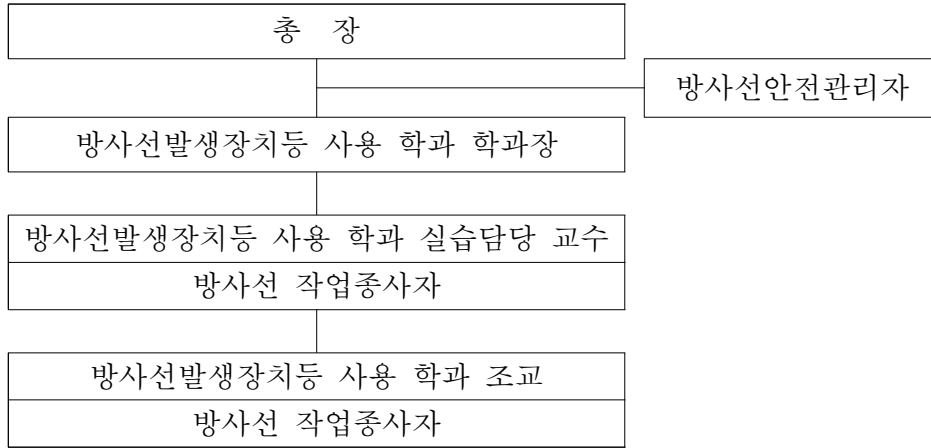 총 장
방사선안전관리자
방사선발생장치등 사용 학과 학과장
방사선발생장치등 사용 학과 실습담당 교수
방사선 작업종사자
방사선발생장치등 사용 학과 조교
방사선 작업종사자